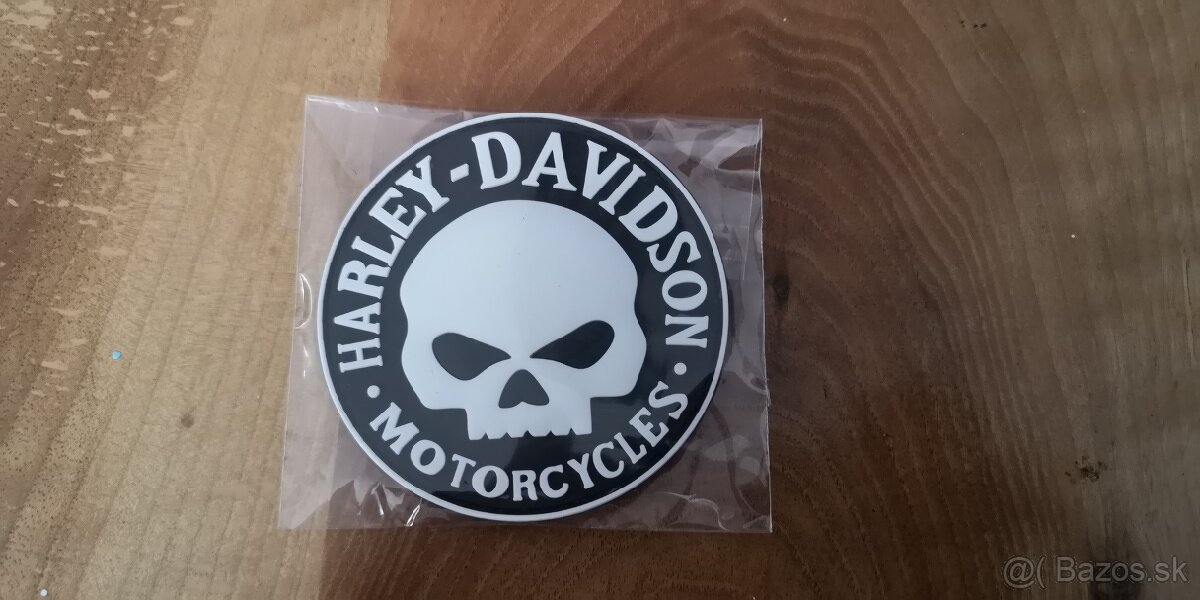 HARLEY-DAVIDSON
· MOTORCYCLES ·
@( Bazos.sk